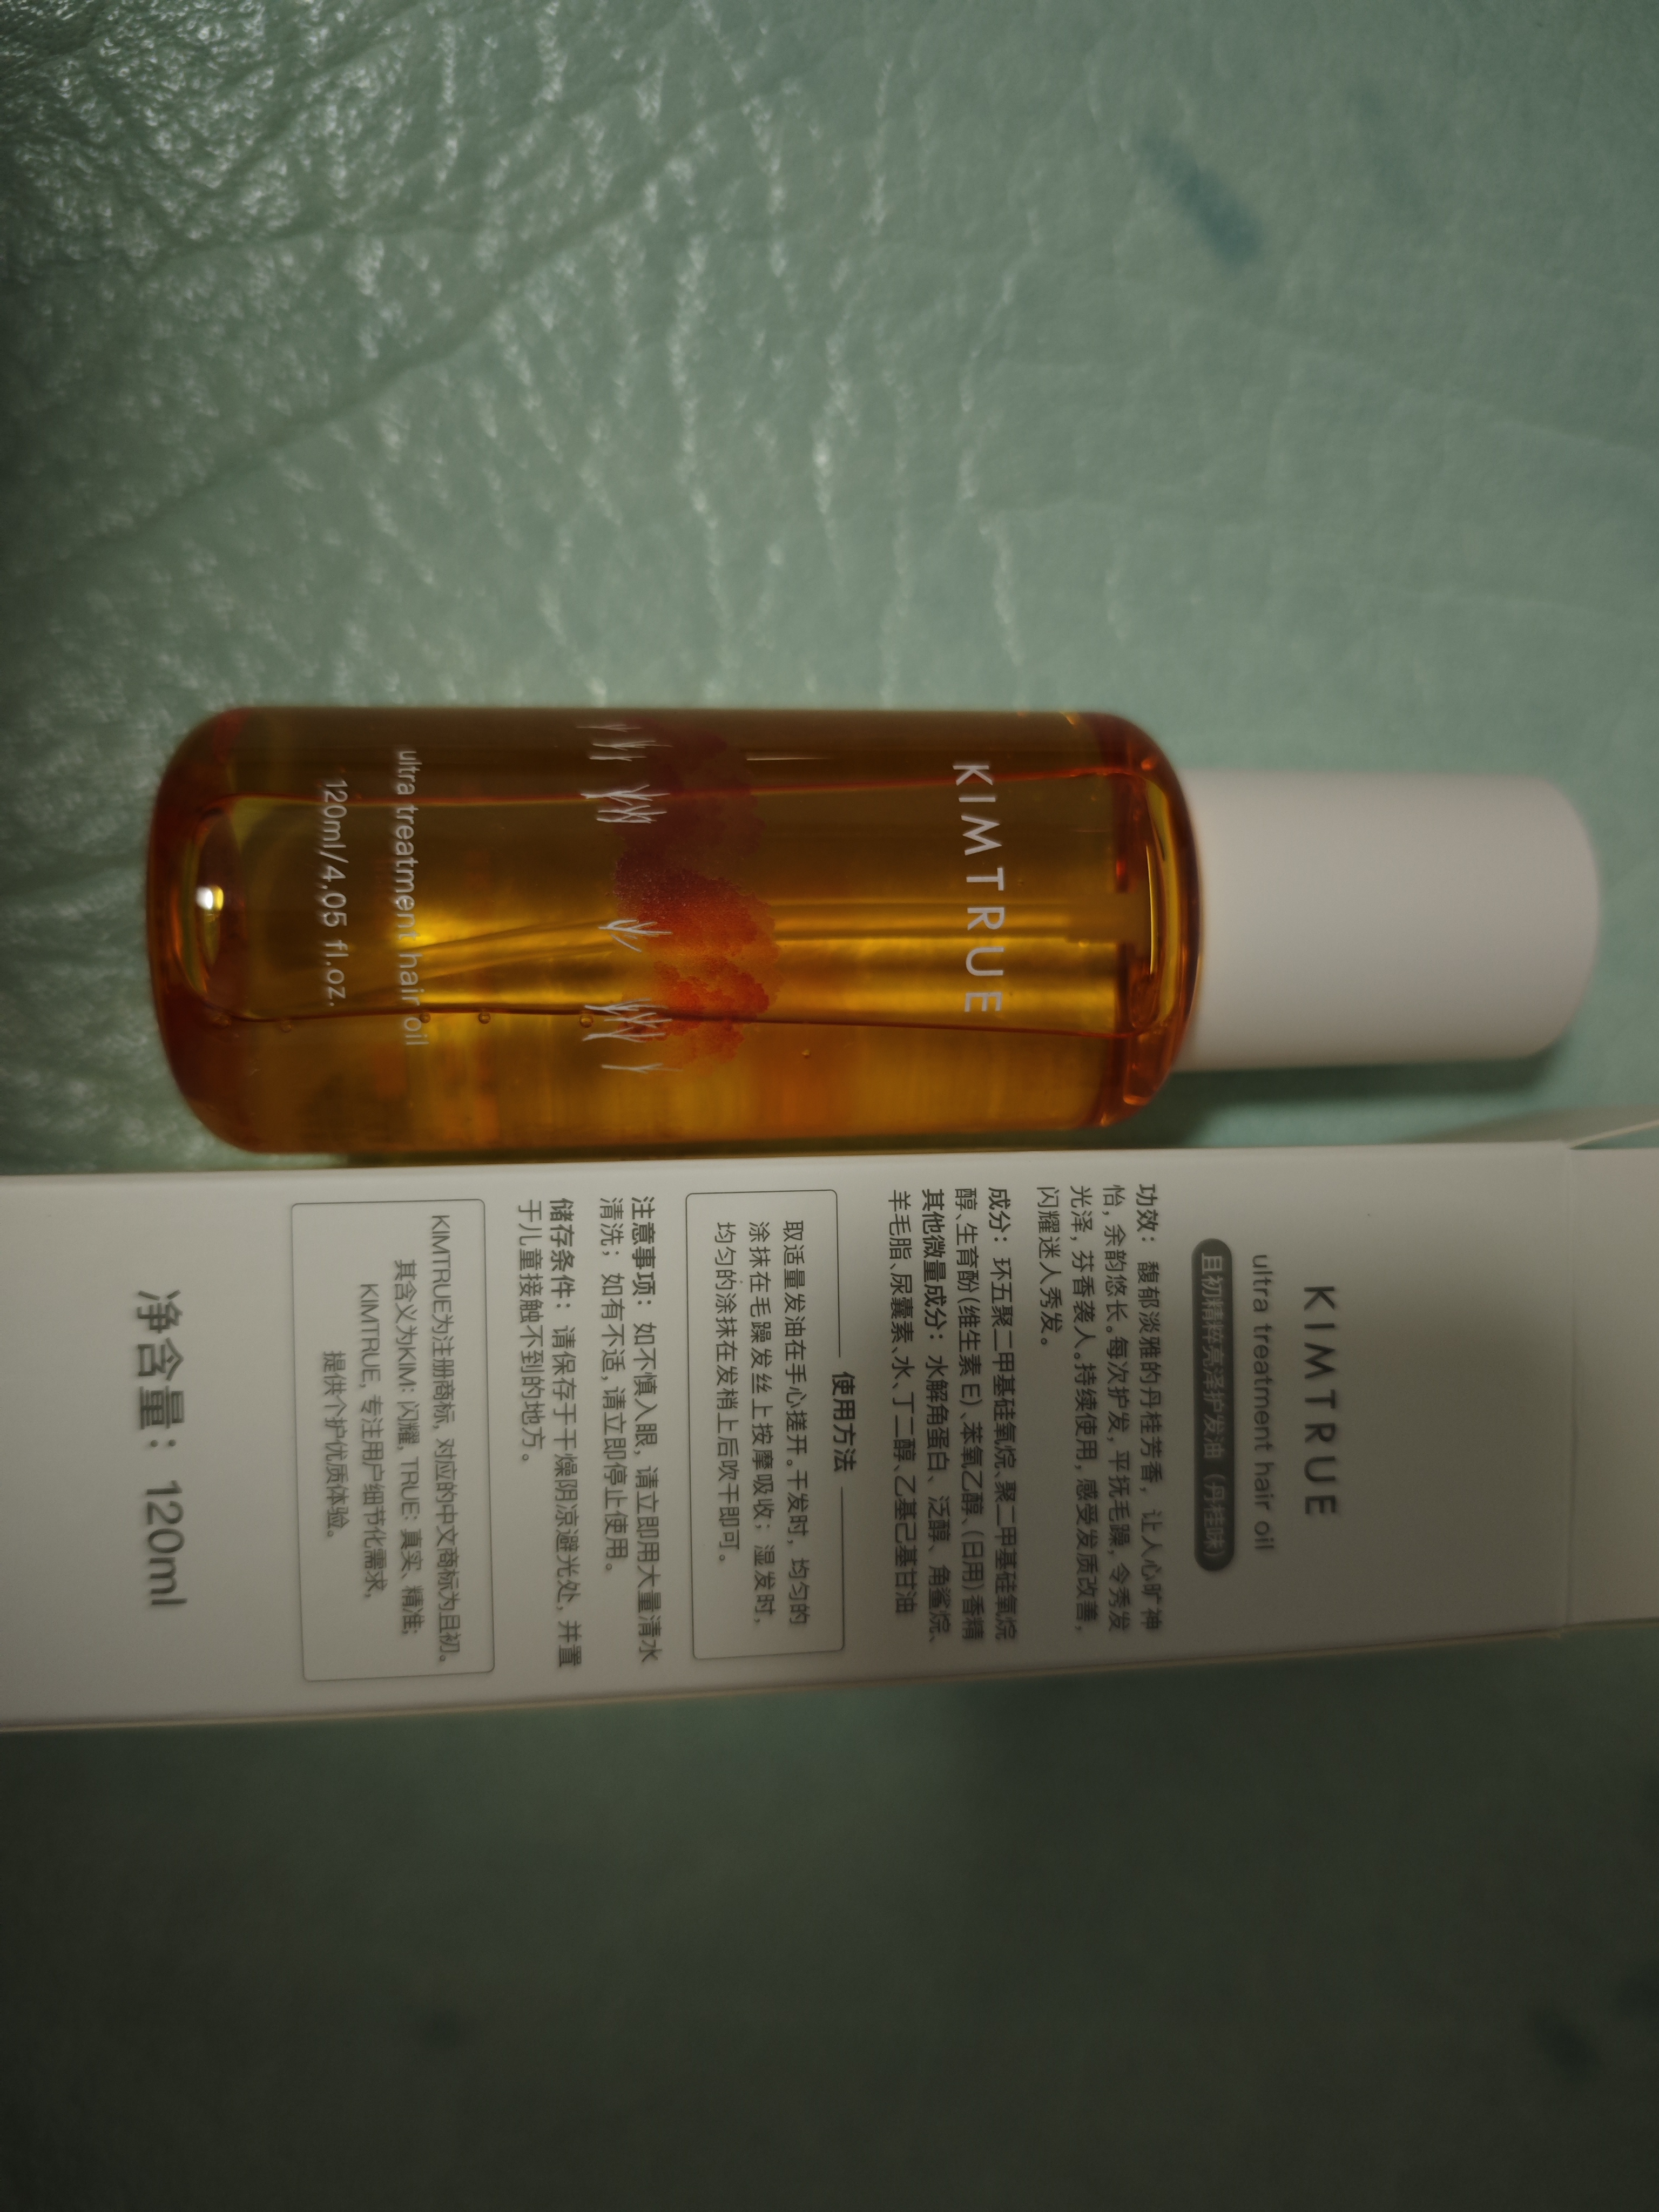 KIMTRUE
ultra treatment hair oil
120ml/4.05 fl.oz.
KIMTRUE
ultra treatment hair oil
且初精粹亮泽护发油（丹桂味）
功效：馥郁淡雅的丹桂芳香，让人心旷神
怡，余韵悠长。每次护发，平抚毛躁，令秀发
光泽，芬香袭人。持续使用，感受发质改善，
闪耀迷人秀发。
成分：环五聚二甲基硅氧烷、聚二甲基硅氧烷
醇、生育酚（维生素 E）、苯氧乙醇、（日用）香精
其他微量成分：水解角蛋白、泛醇、角鲨烷、
羊毛脂、尿囊素、水、丁二醇、乙基己基甘油
使用方法
取适量发油在手心搓开。干发时，均匀的
涂抹在毛躁发丝上按摩吸收；湿发时，
均匀的涂抹在发梢上后吹干即可。
注意事项：如不慎入眼，请立即用大量清水
清洗；如有不适，请立即停止使用。
储存条件：请保存于干燥阴凉避光处，并置
于儿童接触不到的地方。
KIMTRUE为注册商标，对应的中文商标为且初。
其含义为KIM：闪耀，TRUE：真实、精准；
KIMTRUE，专注用户细节化需求，
提供个护优质体验。
净含量：120ml